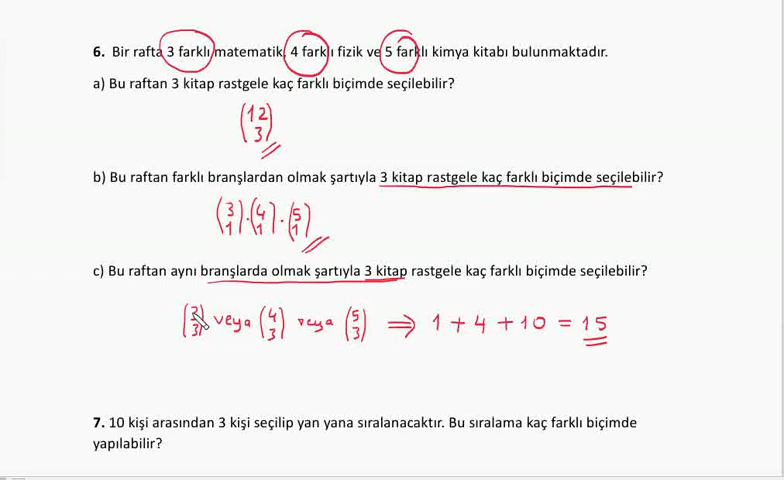 6. Bir rafta 3 farklı matematik, 4 farklı fizik ve 5 farklı kimya kitabı bulunmaktadır.
a) Bu raftan 3 kitap rastgele kaç farklı biçimde seçilebilir?
(12 3)
b) Bu raftan farklı branşlardan olmak şartıyla 3 kitap rastgele kaç farklı biçimde seçilebilir?
(3 1) . (4 1) . (5 1)
c) Bu raftan aynı branşlarda olmak şartıyla 3 kitap rastgele kaç farklı biçimde seçilebilir?
(3 3) veya (4 3) veya (5 3) ⇒ 1 + 4 + 10 = 15
7. 10 kişi arasından 3 kişi seçilip yan yana sıralanacaktır. Bu sıralama kaç farklı biçimde
yapılabilir?